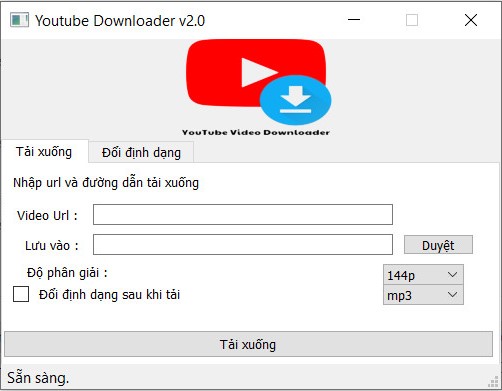 Youtube Downloader v2.0
YouTube Video Downloader
Tải xuống Đổi định dạng
Nhập url và đường dẫn tải xuống
Video Url :
Lưu vào : Duyệt
Độ phân giải : 144p
Đổi định dạng sau khi tải mp3
Tải xuống
Sẵn sàng.